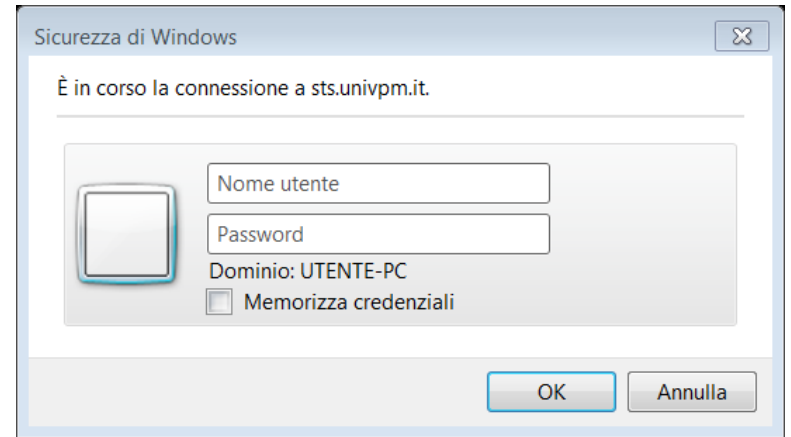 Sicurezza di Windows
È in corso la connessione a sts.univpm.it.
Nome utente
Password
Dominio: UTENTE-PC
Memorizza credenziali
OK
Annulla